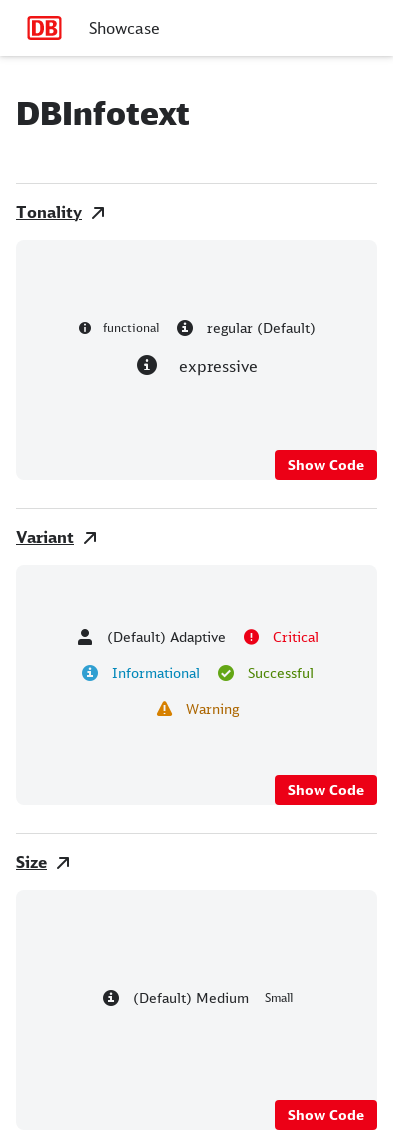 DB Showcase
DBInfotext
Tonality
functional regular (Default)
expressive
Show Code
Variant
(Default) Adaptive Critical
Informational Successful
Warning
Show Code
Size
(Default) Medium Small
Show Code